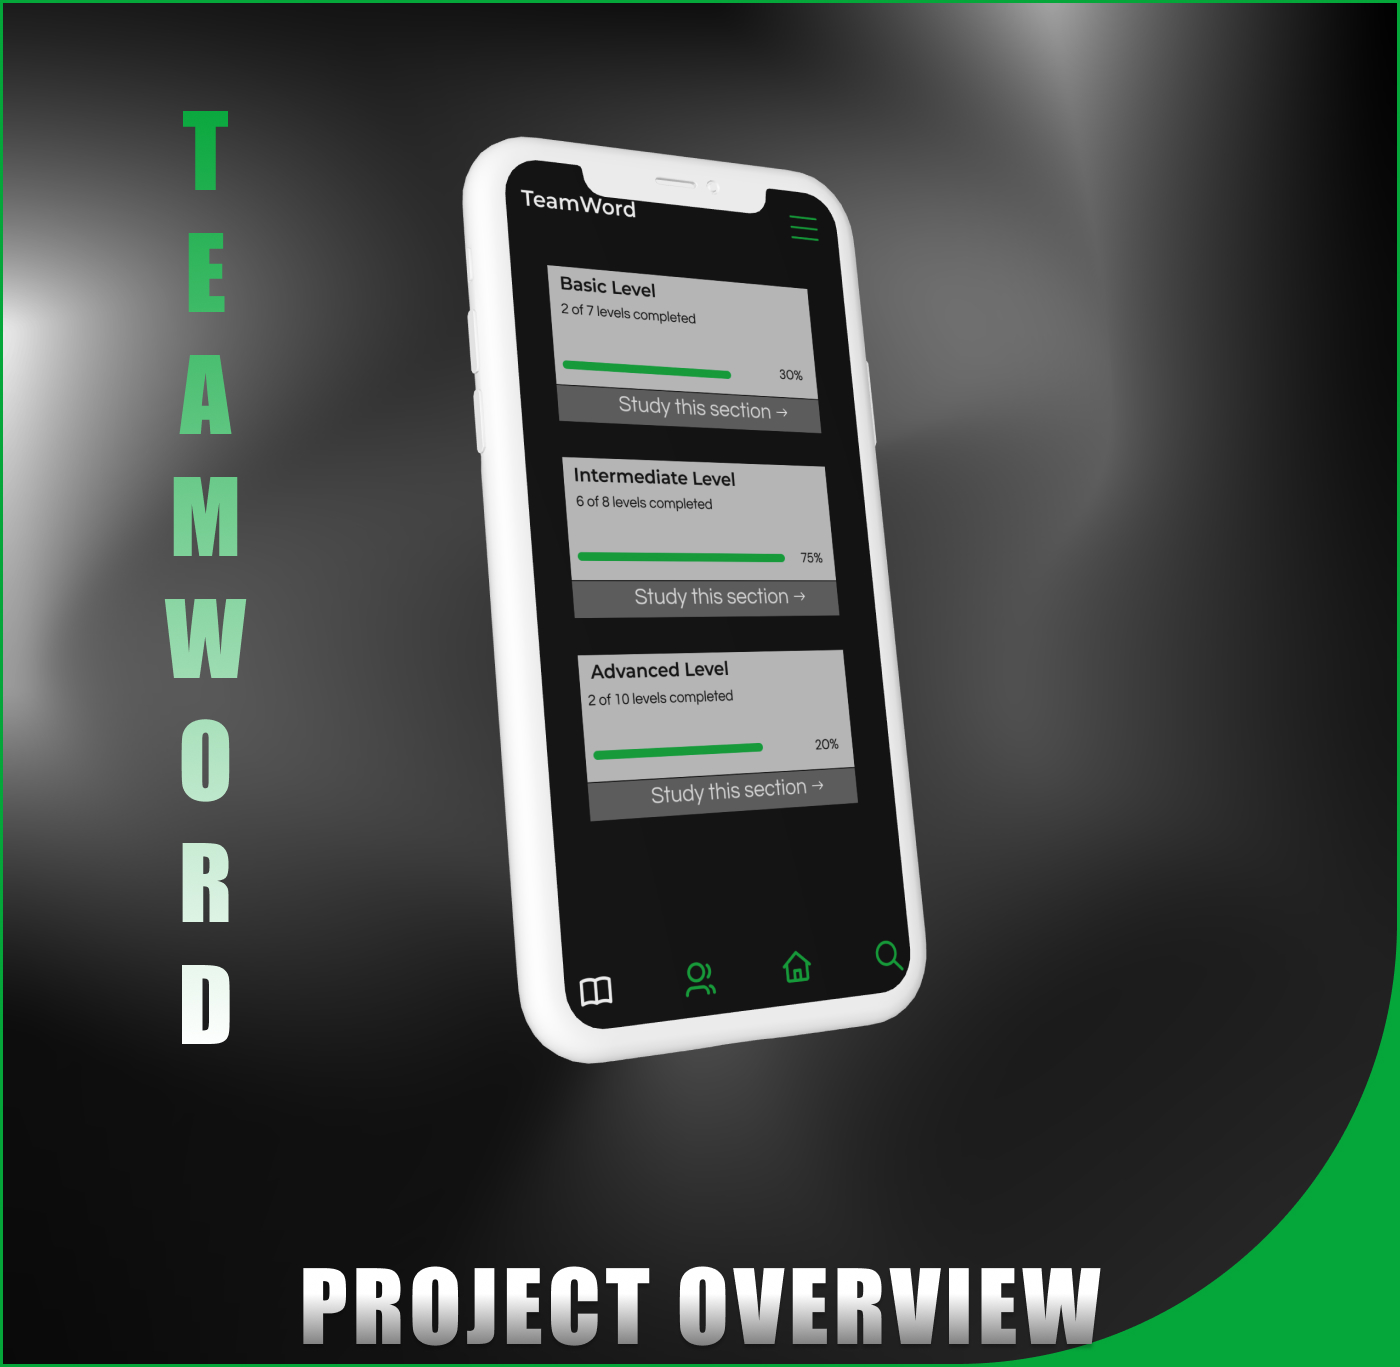 TEAMWORD
TeamWord
Basic Level
2 of 7 levels completed
30%
Study this section →
Intermediate Level
6 of 8 levels completed
75%
Study this section →
Advanced Level
2 of 10 levels completed
20%
Study this section →
PROJECT OVERVIEW